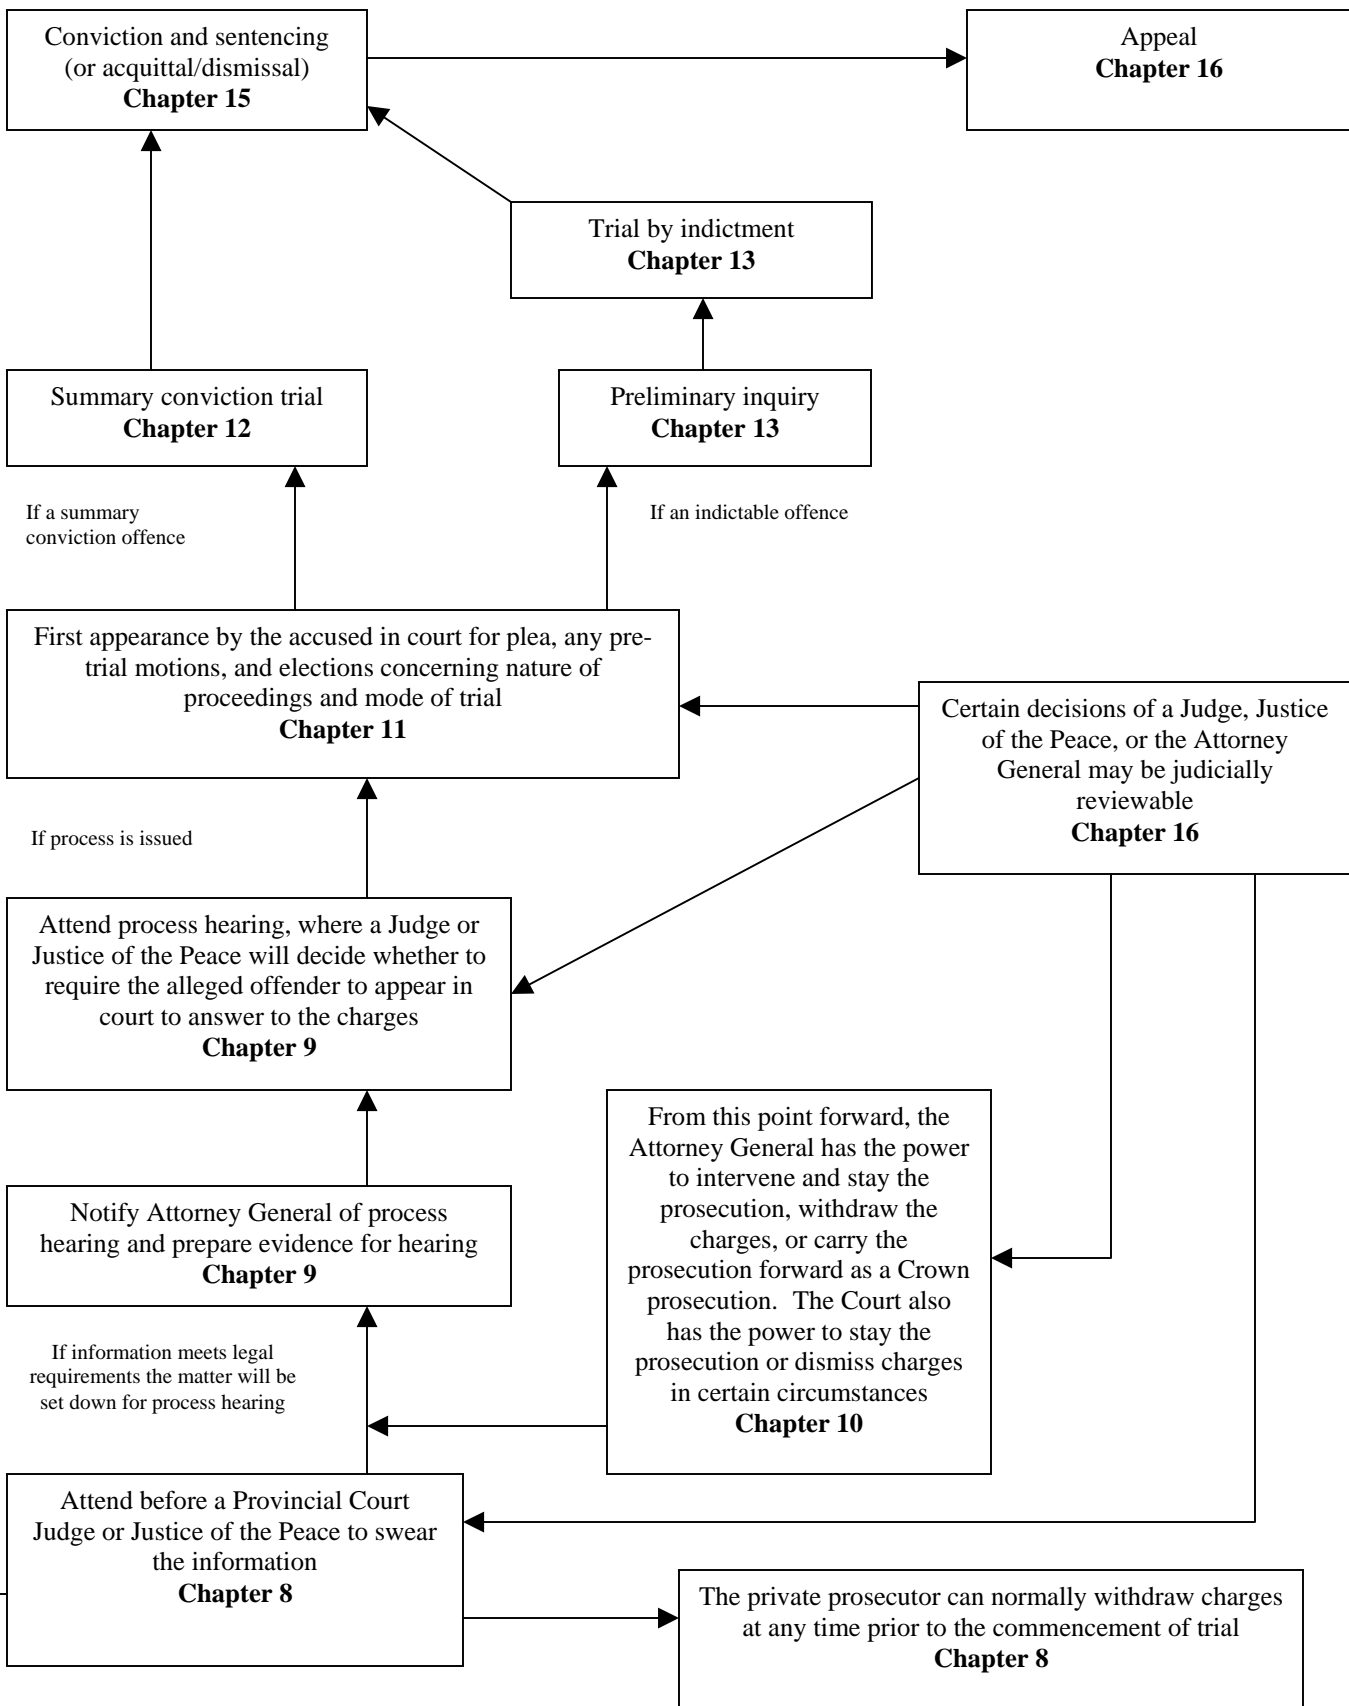 Conviction and sentencing
(or acquittal/dismissal)
Chapter 15
Appeal
Chapter 16
Trial by indictment
Chapter 13
Summary conviction trial
Chapter 12
Preliminary inquiry
Chapter 13
If a summary
conviction offence
If an indictable offence
First appearance by the accused in court for plea, any pre-
trial motions, and elections concerning nature of
proceedings and mode of trial
Chapter 11
Certain decisions of a Judge, Justice
of the Peace, or the Attorney
General may be judicially
reviewable
Chapter 16
If process is issued
Attend process hearing, where a Judge or
Justice of the Peace will decide whether to
require the alleged offender to appear in
court to answer to the charges
Chapter 9
From this point forward, the
Attorney General has the power
to intervene and stay the
prosecution, withdraw the
charges, or carry the
prosecution forward as a Crown
prosecution.  The Court also
has the power to stay the
prosecution or dismiss charges
in certain circumstances
Chapter 10
Notify Attorney General of process
hearing and prepare evidence for hearing
Chapter 9
If information meets legal
requirements the matter will be
set down for process hearing
Attend before a Provincial Court
Judge or Justice of the Peace to swear
the information
Chapter 8
The private prosecutor can normally withdraw charges
at any time prior to the commencement of trial
Chapter 8